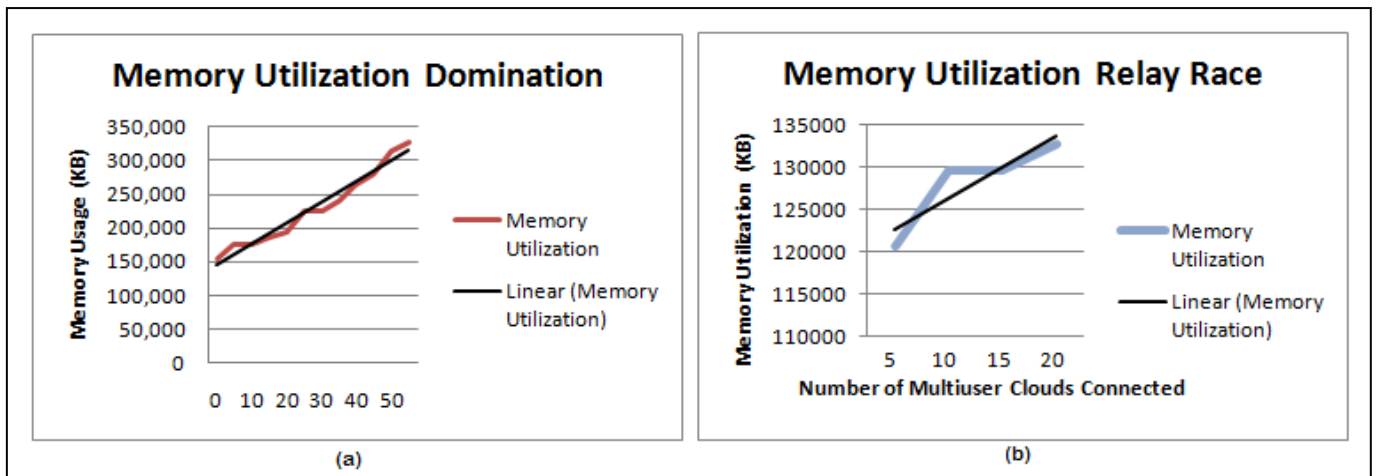 Memory Utilization Domination
350,000
300,000
250,000
200,000
150,000
100,000
50,000
0
Memory Usage (KB)
0 10 20 30 40 50
Memory
Utilization
Linear (Memory
Utilization)
(a)
Memory Utilization Relay Race
135000
130000
125000
120000
115000
110000
Memory Utilization (KB)
5 10 15 20
Number of Multiuser Clouds Connected
Memory
Utilization
Linear (Memory
Utilization)
(b)